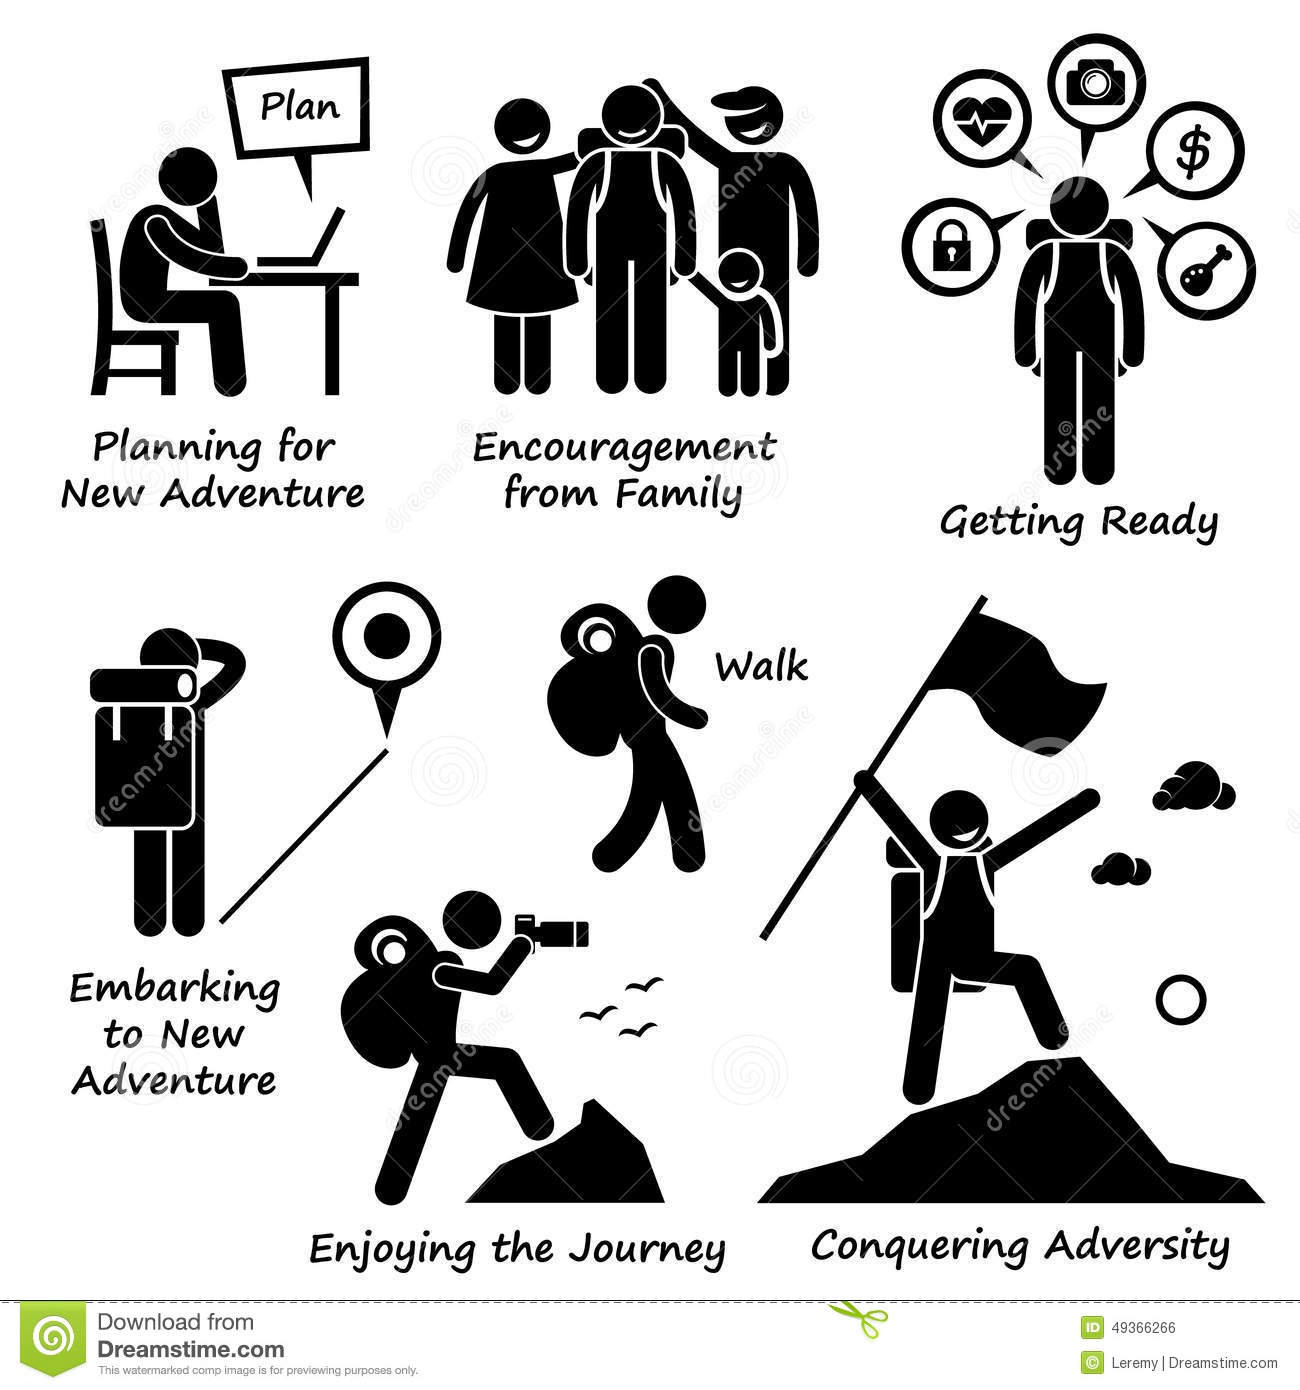 Plan
Planning for
New Adventure
Encouragement
from Family
$
Getting Ready
Walk
Embarking
to New
Adventure
Enjoying the Journey
Conquering Adversity
Download from
Dreamstime.com
This watermarked comp image is for previewing purposes only.
ID 49366266
© Leremy | Dreamstime.com